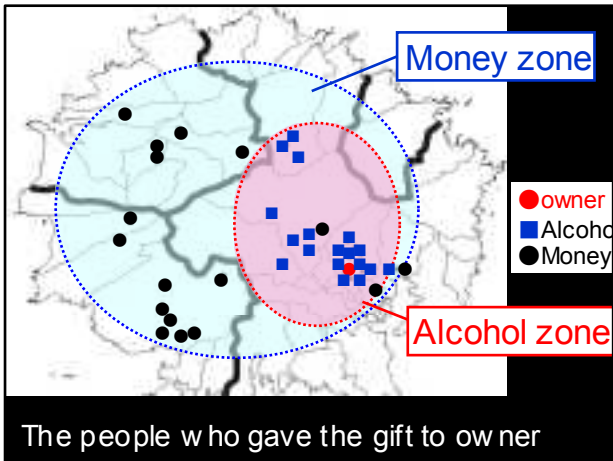 Money zone
owner
Alcoho
Money
Alcohol zone
The people who gave the gift to owner